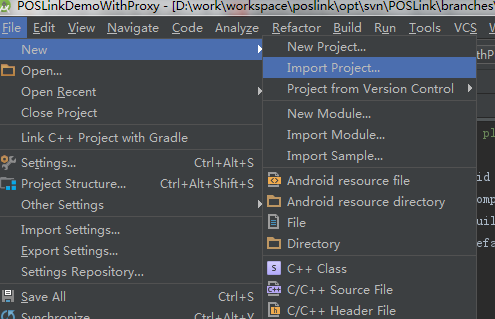 POSLinkDemoWithProxy - [D:\work\workspace\poslink\opt\svn\POSLink\branches\
File Edit View Navigate Code Analyze Refactor Build Run Tools VCS
New
Open...
Open Recent
Close Project
Link C++ Project with Gradle
Settings... Ctrl+Alt+S
Project Structure... Ctrl+Alt+Shift+S
Other Settings
Import Settings...
Export Settings...
Settings Repository...
Save All Ctrl+S
Synchronize Ctrl+Alt+Y
New Project...
Import Project...
Project from Version Control
New Module...
Import Module...
Import Sample...
Android resource file
Android resource directory
File
Directory
C++ Class
C/C++ Source File
C/C++ Header File